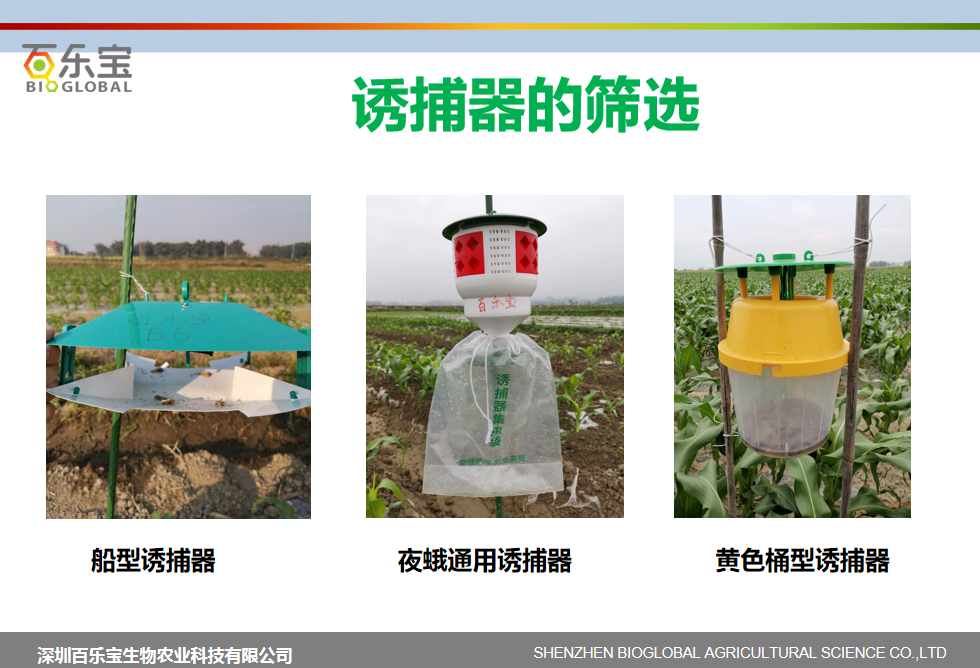 百乐宝
BIOGLOBAL
诱捕器的筛选
百乐宝
诱捕器集虫袋
船型诱捕器
夜蛾通用诱捕器
黄色桶型诱捕器
深圳百乐宝生物农业科技有限公司
SHENZHEN BIOGLOBAL AGRICULTURAL SCIENCE CO.,LTD